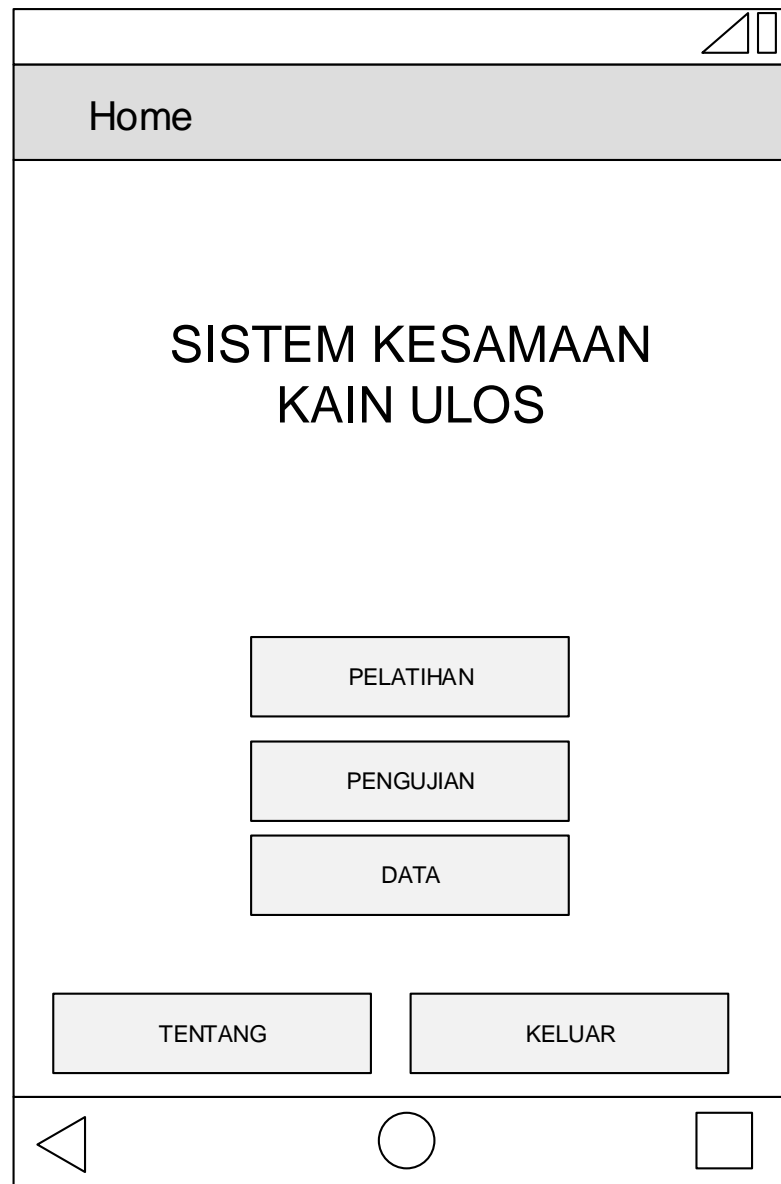 Home
SISTEM KESAMAAN
KAIN ULOS
PELATIHAN
PENGUJIAN
DATA
TENTANG
KELUAR